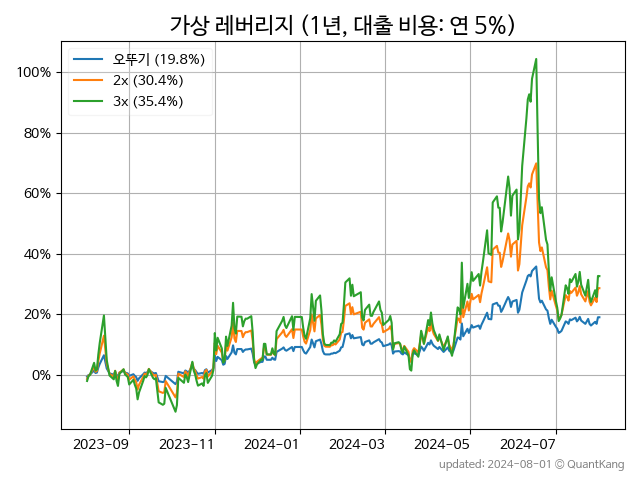 가상 레버리지 (1년, 대출 비용: 연 5%)
오뚜기 (19.8%)
2x (30.4%)
3x (35.4%)
100%
80%
60%
40%
20%
0%
2023-09
2023-11
2024-01
2024-03
2024-05
2024-07
updated: 2024-08-01 © QuantKang